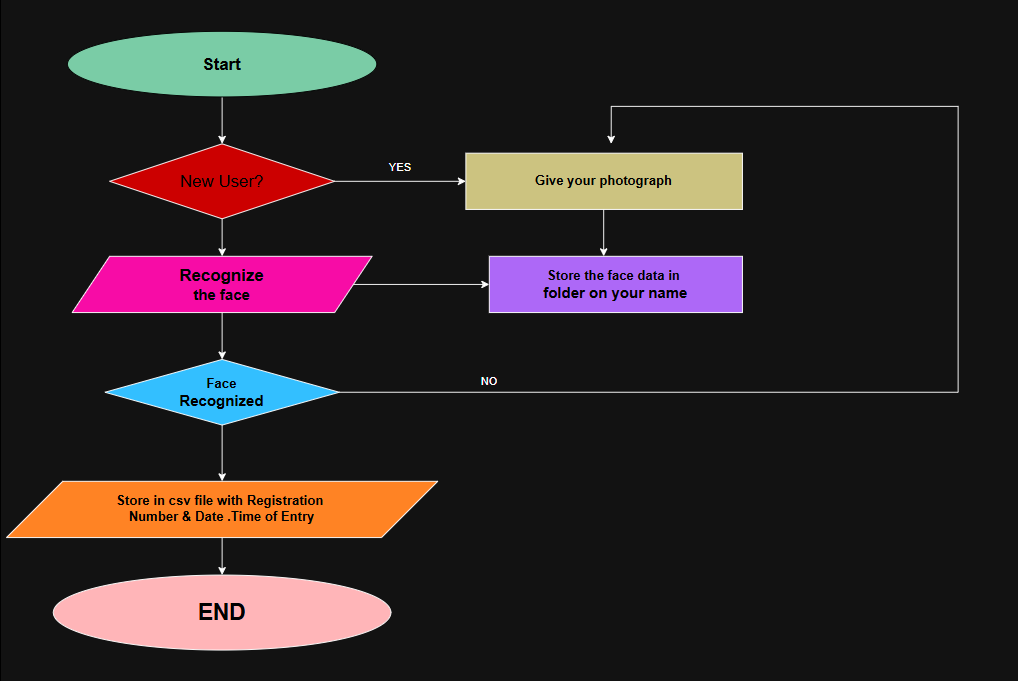 Start
New User?
YES
Give your photograph
Recognize
the face
Store the face data in
folder on your name
Face
Recognized
NO
Store in csv file with Registration
Number & Date .Time of Entry
END